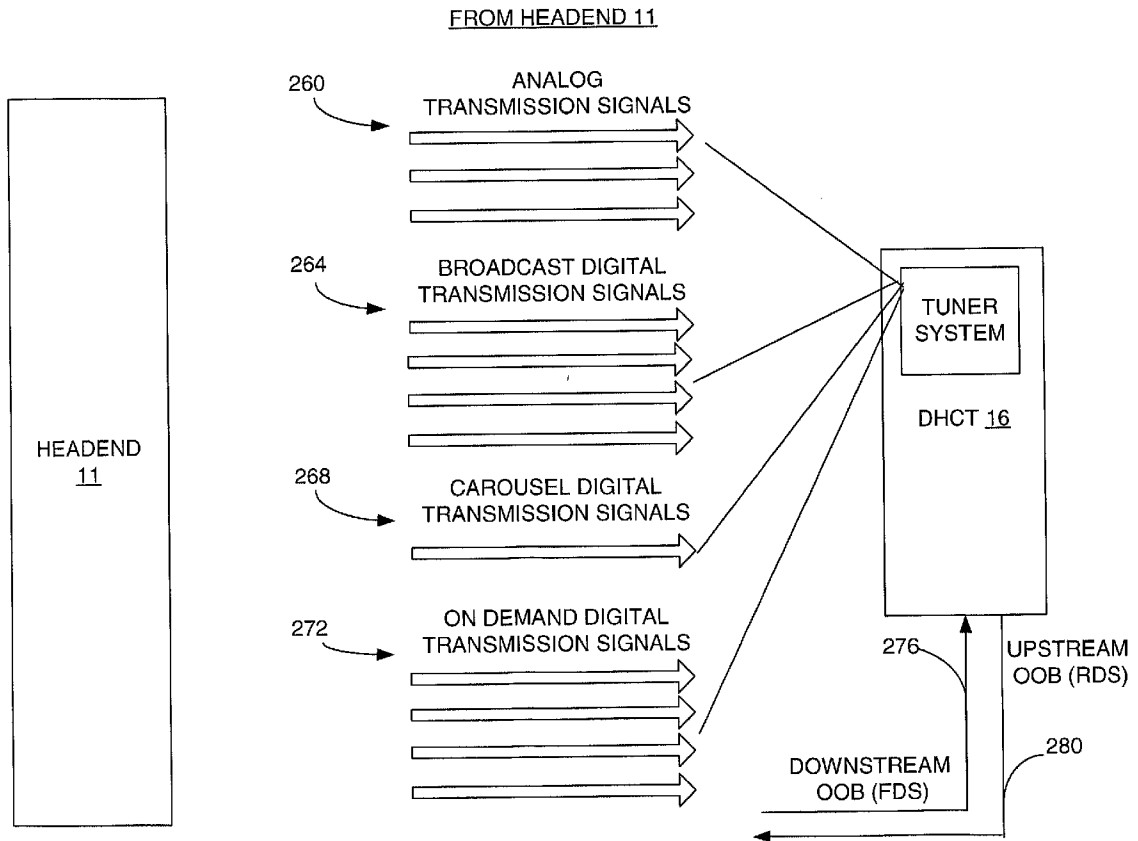 FROM HEADEND 11
260
ANALOG
TRANSMISSION SIGNALS
264
BROADCAST DIGITAL
TRANSMISSION SIGNALS
TUNER
SYSTEM
DHCT 16
HEADEND
11
268
CAROUSEL DIGITAL
TRANSMISSION SIGNALS
272
ON DEMAND DIGITAL
TRANSMISSION SIGNALS
276
UPSTREAM
OOB (RDS)
280
DOWNSTREAM
OOB (FDS)